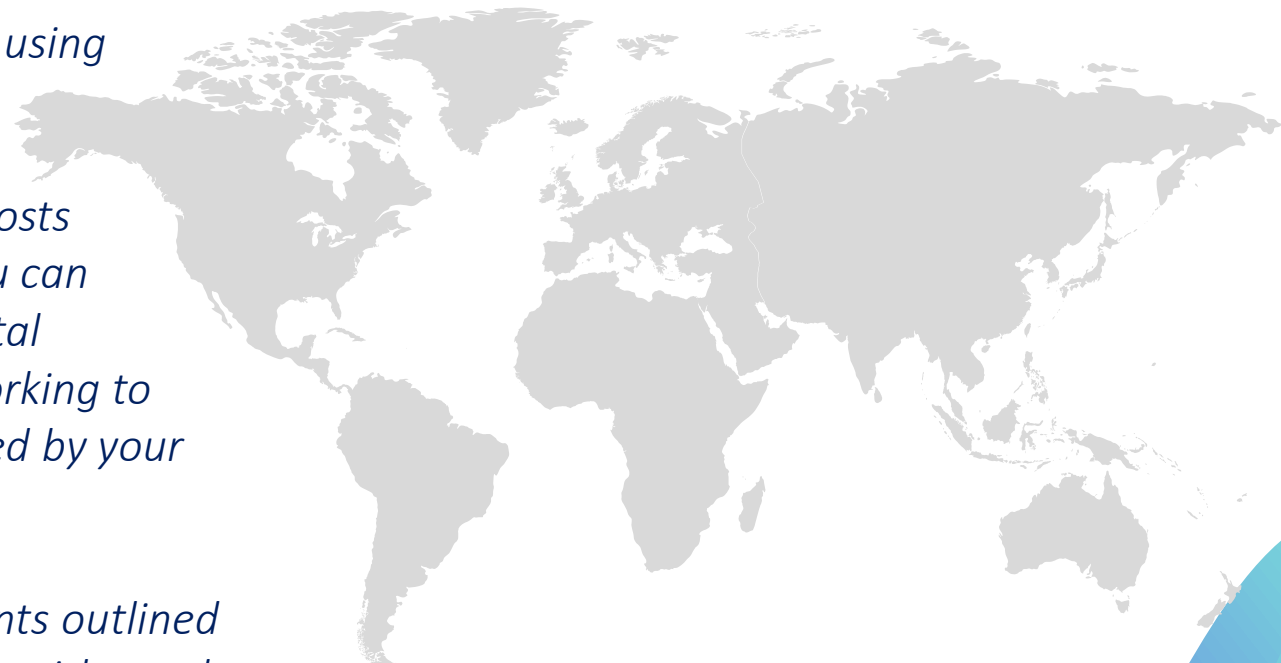 using
osts
u can
tal
rking to
ed by your
nts outlined